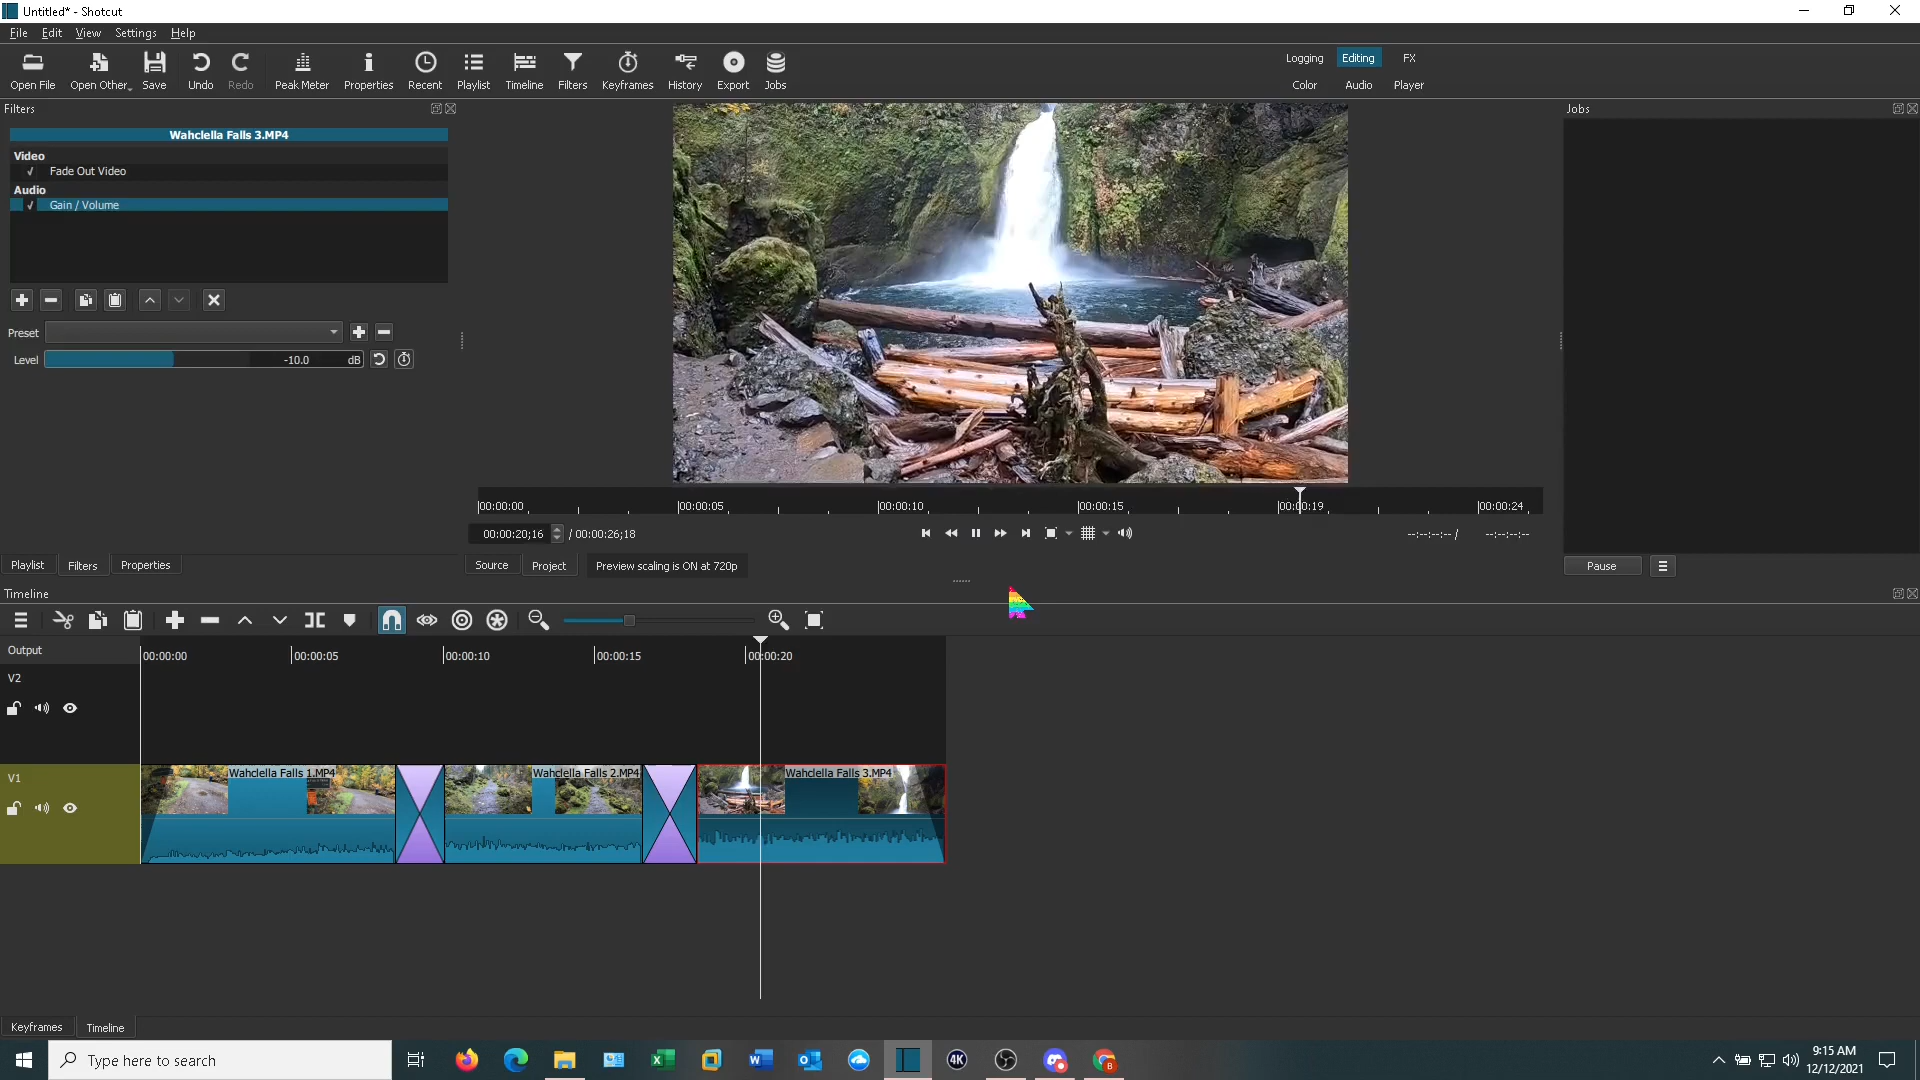 Untitled* - Shotcut
File Edit View Settings Help
Open File Open Other Save Undo Redo Peak Meter Properties Recent Playlist Timeline Filters Keyframes History Export Jobs
Logging Editing FX
Color Audio Player
Filters
Jobs
Wahclella Falls 3.MP4
Video
Fade Out Video
Audio
Gain / Volume
Preset
Level -10.0 dB
00:00:00 00:00:05 00:00:10 00:00:15 00:00:19 00:00:24
00:00:20;16 / 00:00:26;18 --:--:--:-- / --:--:--:--
Playlist Filters Properties
Source Project Preview scaling is ON at 720p
Pause
Timeline
Output
00:00:00 00:00:05 00:00:10 00:00:15 00:00:20
V2
V1
Wahclella Falls 1.MP4 Wahclella Falls 2.MP4 Wahclella Falls 3.MP4
Keyframes Timeline
Type here to search
4K
B
9:15 AM
12/12/2021